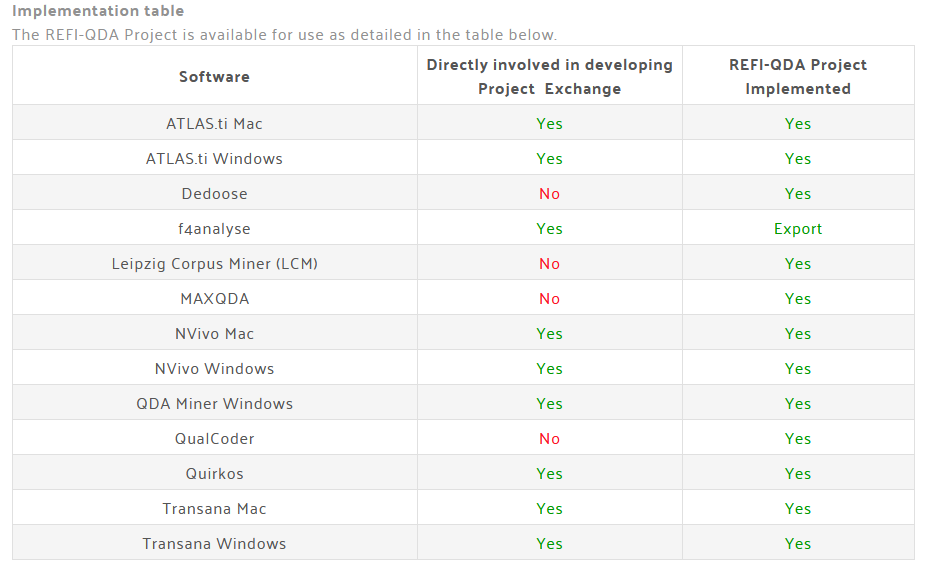 Implementation table
The REFI-QDA Project is available for use as detailed in the table below.
Software Directly involved in developing Project Exchange REFI-QDA Project Implemented
ATLAS.ti Mac Yes Yes
ATLAS.ti Windows Yes Yes
Dedoose No Yes
f4analyse Yes Export
Leipzig Corpus Miner (LCM) No Yes
MAXQDA No Yes
NVivo Mac Yes Yes
NVivo Windows Yes Yes
QDA Miner Windows Yes Yes
QualCoder No Yes
Quirkos Yes Yes
Transana Mac Yes Yes
Transana Windows Yes Yes